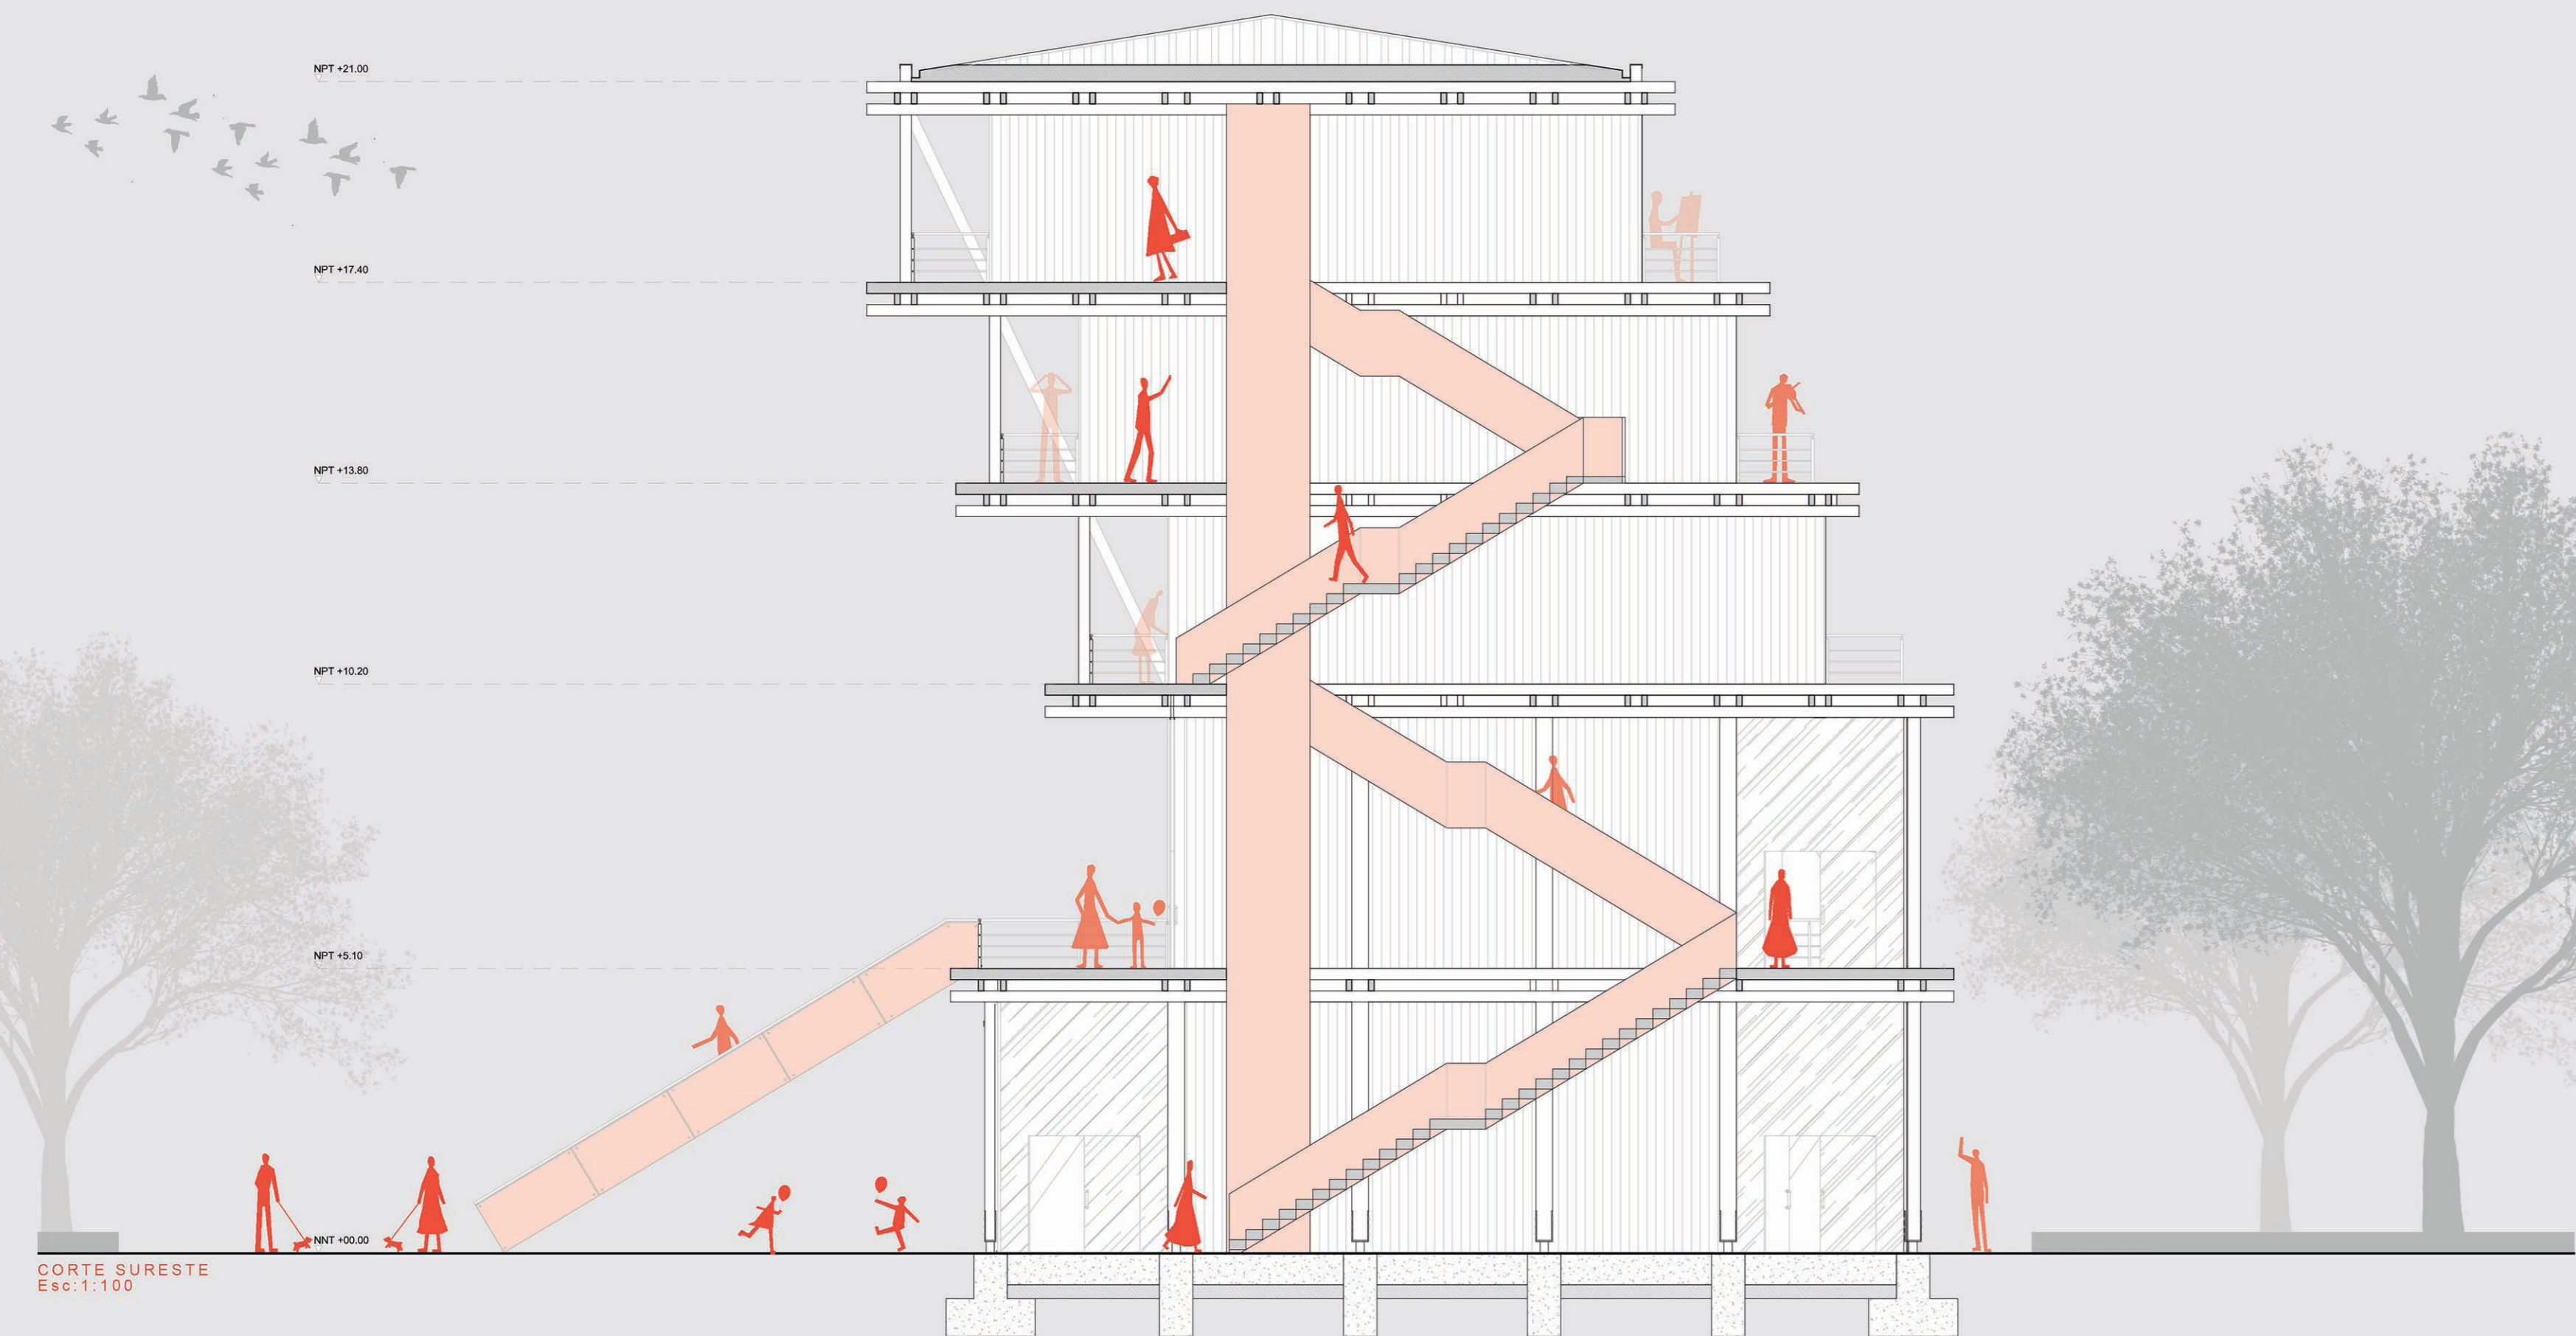 NPT +21.00
NPT +17.40
NPT +13.80
NPT +10.20
NPT +5.10
NNT +00.00
CORTE SURESTE
Esc:1:100